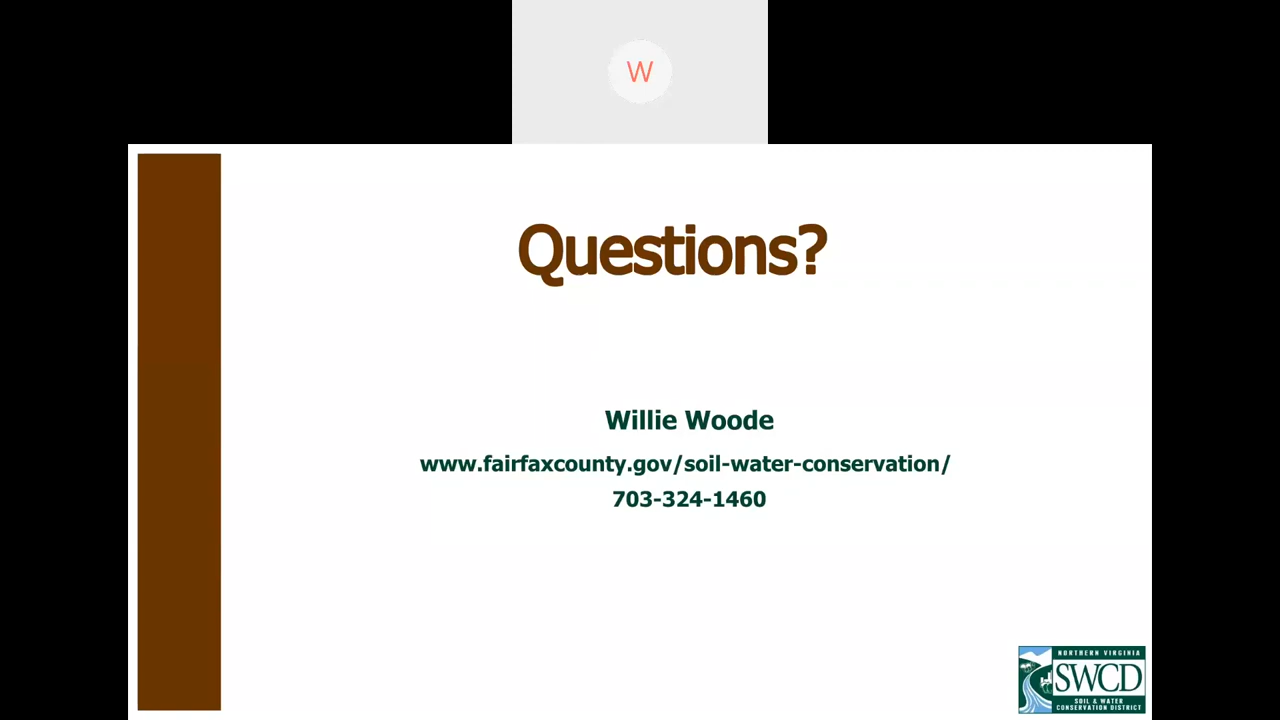 W
Questions?
Willie Woode
www.fairfaxcounty.gov/soil-water-conservation/
703-324-1460
NORTHERN VIRGINIA
SWCD
SOIL & WATER
CONSERVATION DISTRICT